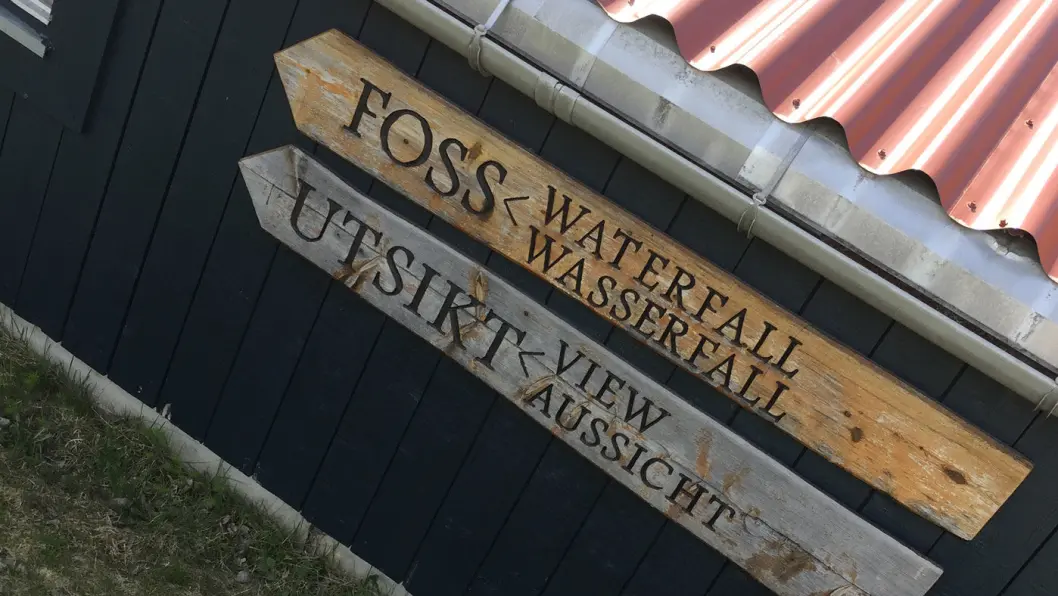 FOSS < WATERFALL
WASSERFALL
UTSIKT < VIEW
AUSSICHT